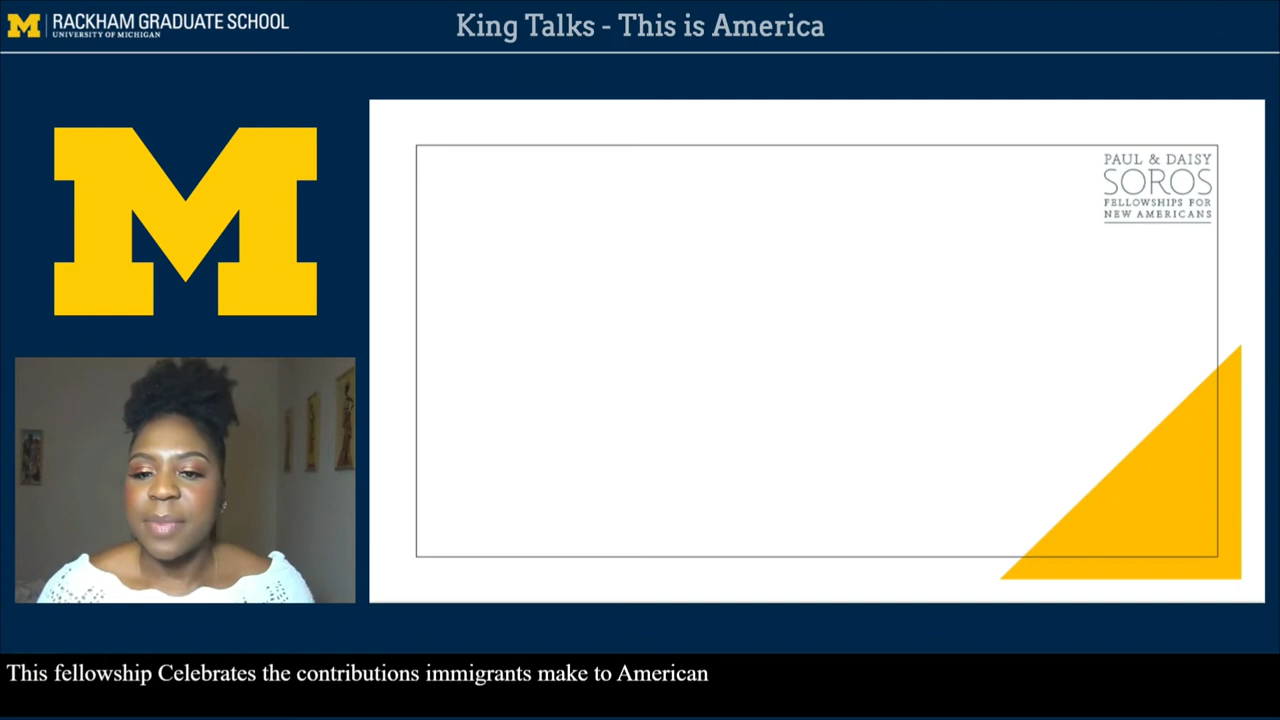 RACKHAM GRADUATE SCHOOL
UNIVERSITY OF MICHIGAN
King Talks - This is America
PAUL & DAISY
SOROS
FELLOWSHIPS FOR
NEW AMERICANS
This fellowship Celebrates the contributions immigrants make to American